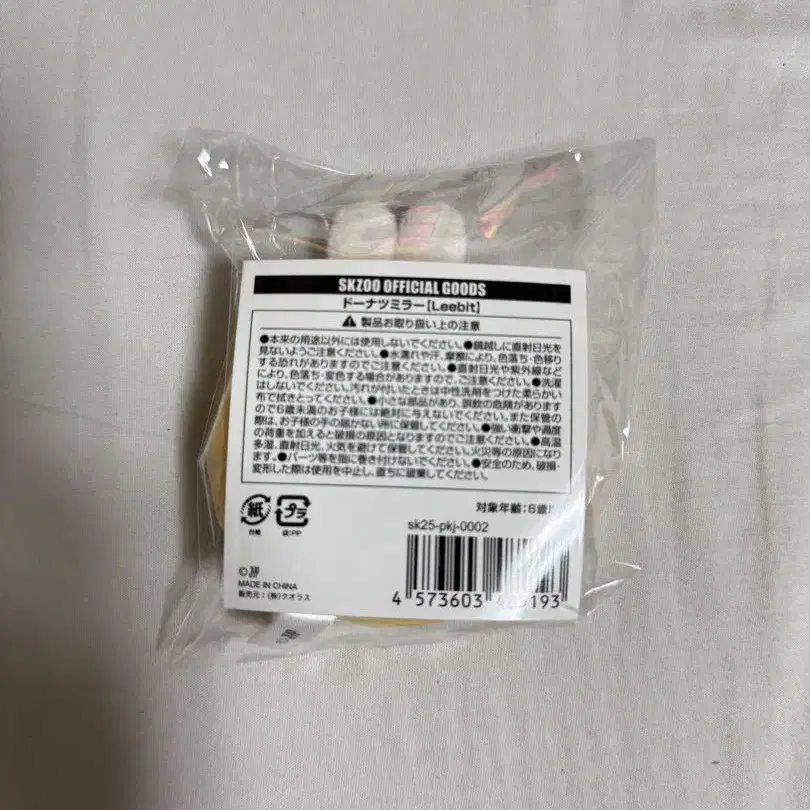 SKZOO OFFICIAL GOODS
ドーナツミラー[Leebit]
製品お取り扱い上の注意
●本来の用途以外には使用しないでください。●鏡越しに直射日光を
見ないようご注意ください。●水濡れや汗、摩擦により、色落ち・色移り
する恐れがありますのでご注意ください。●直射日光や紫外線など
により、色落ち・変色する場合がありますので、ご注意ください。●洗濯
はしないでください。汚れが付いたときは中性洗剤をつけた柔らかい
布で拭きとってください。●小さな部品があり、誤飲の危険があります
ので6歳未満のお子様には絶対に与えないでください。また保管の
際は、お子様の手の届かない所に保管してください。●強い衝撃や過度
の荷重を加えると破損の原因となりますのでご注意ください。●高温
多湿、直射日光、火気を避けて保管してください。火災等の原因になり
ます。●パーツ等を指に巻き付けないでください。●安全のため、破損・
変形した際は使用を中止し、直ちに破棄してください。
対象年齢:6歳
紙
プラ
台紙
袋:PP
sk25-pkj-0002
©
MADE IN CHINA
販売元:(株)クオラス
4 573603 193